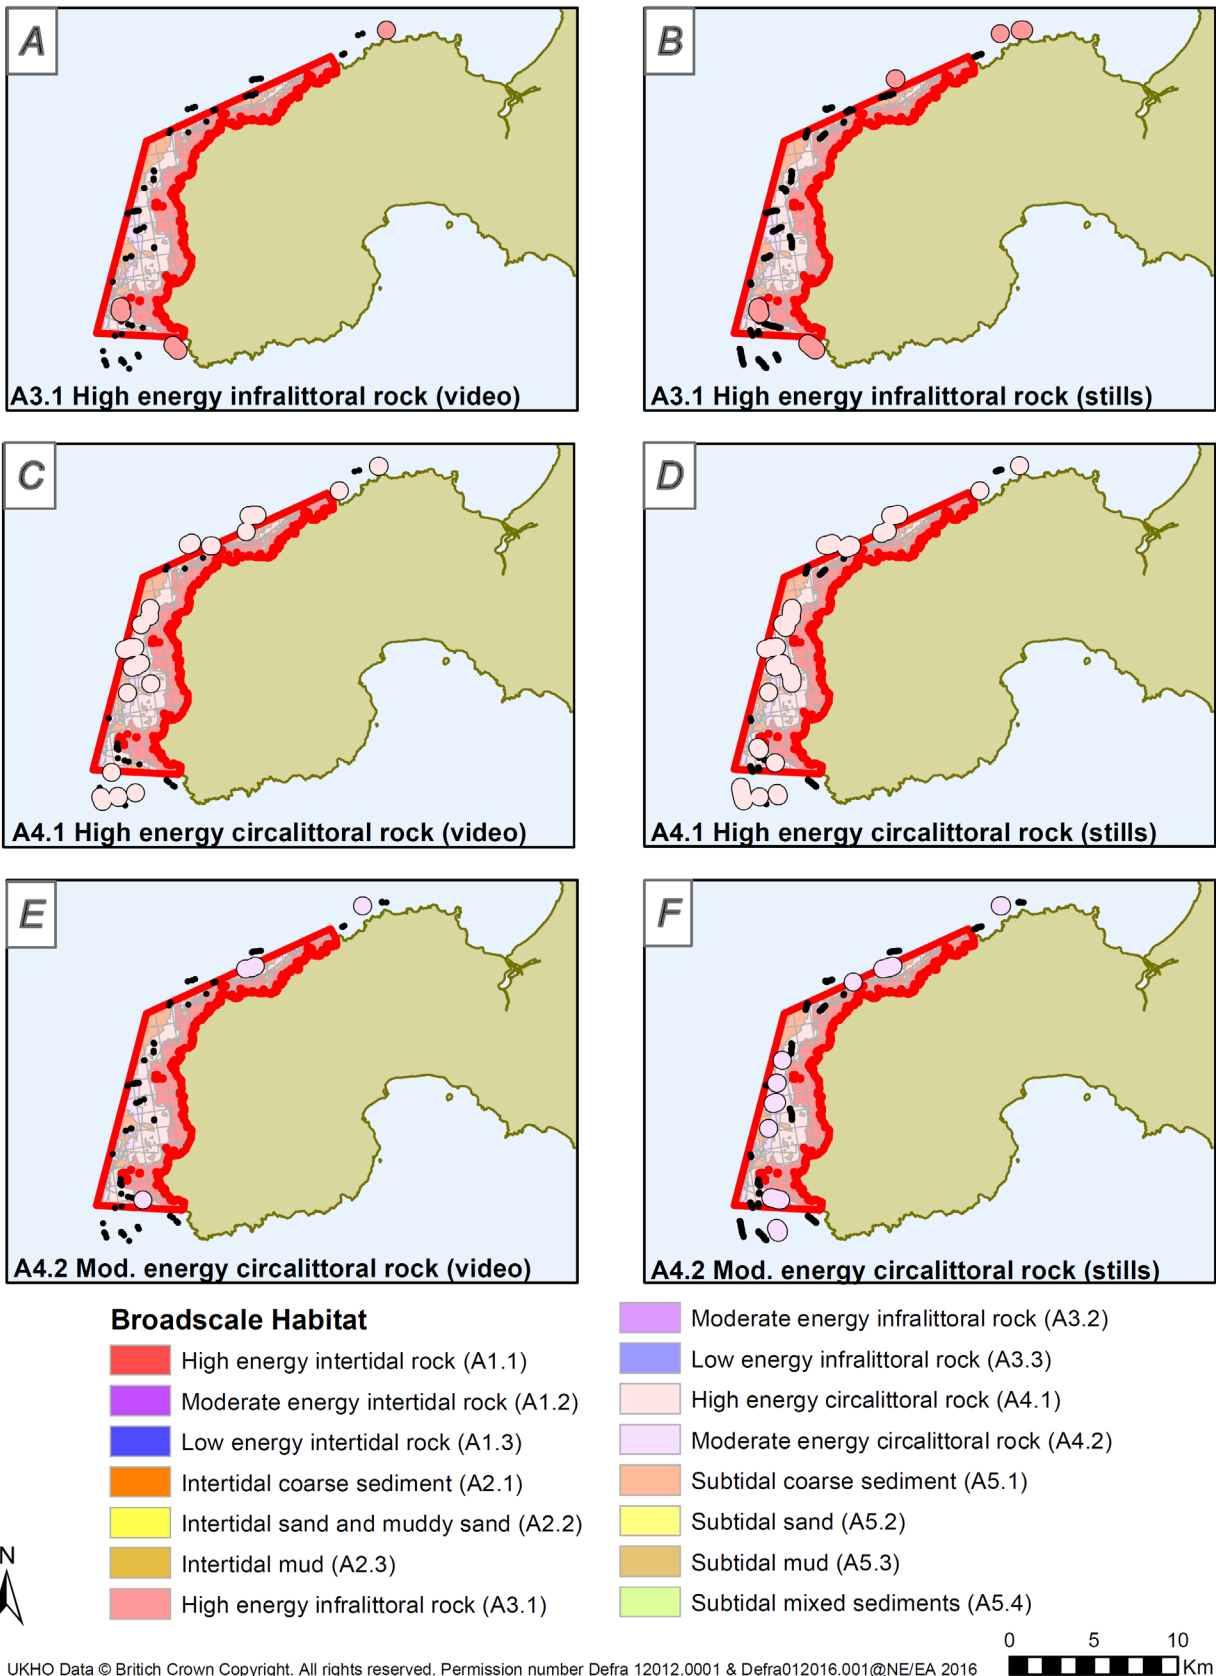 A
B
A3.1 High energy infralittoral rock (video)
A3.1 High energy infralittoral rock (stills)
C
D
A4.1 High energy circalittoral rock (video)
A4.1 High energy circalittoral rock (stills)
E
F
A4.2 Mod. energy circalittoral rock (video)
A4.2 Mod. energy circalittoral rock (stills)
Broadscale Habitat
High energy intertidal rock (A1.1)
Moderate energy intertidal rock (A1.2)
Low energy intertidal rock (A1.3)
Intertidal coarse sediment (A2.1)
Intertidal sand and muddy sand (A2.2)
Intertidal mud (A2.3)
High energy infralittoral rock (A3.1)
Moderate energy infralittoral rock (A3.2)
Low energy infralittoral rock (A3.3)
High energy circalittoral rock (A4.1)
Moderate energy circalittoral rock (A4.2)
Subtidal coarse sediment (A5.1)
Subtidal sand (A5.2)
Subtidal mud (A5.3)
Subtidal mixed sediments (A5.4)
N
0 5 10
Km
UKHO Data © Britich Crown Copyright. All rights reserved. Permission number Defra 12012.0001 & Defra012016.001@NE/EA 2016